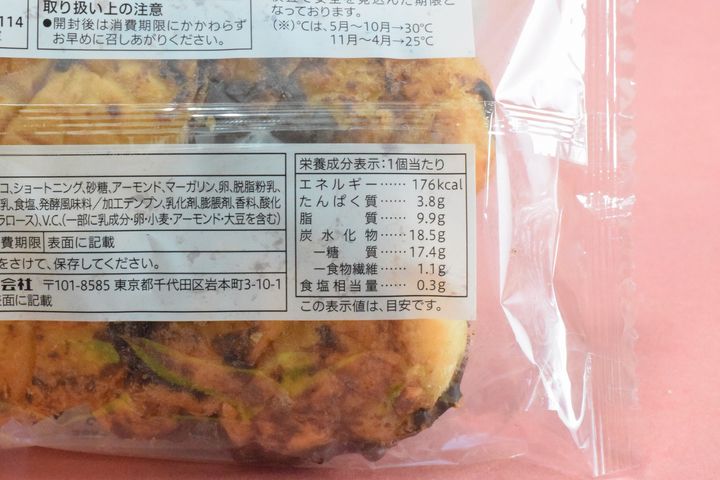 取り扱い上の注意
●開封後は消費期限にかかわらず
お早めに召しあがりください。
114
なっております。
(※)℃は、5月〜10月→30℃
11月〜4月→25℃
コ、ショートニング、砂糖、アーモンド、マーガリン、卵、脱脂粉乳、
乳、食塩、発酵風味料/加工デンプン、乳化剤、膨脹剤、香料、酸化
ラロース)、V.C、(一部に乳成分・卵・小麦・アーモンド・大豆を含む)
費期限 表面に記載
をさけて、保存してください。
会社 〒101-8585 東京都千代田区岩本町3-10-1
表面に記載
栄養成分表示:1個当たり
エネルギー…… 176kcal
たんぱく質…… 3.8g
脂質…… 9.9g
炭水化物…… 18.5g
―糖質…… 17.4g
―食物繊維…… 1.1g
食塩相当量…… 0.3g
この表示値は、目安です。